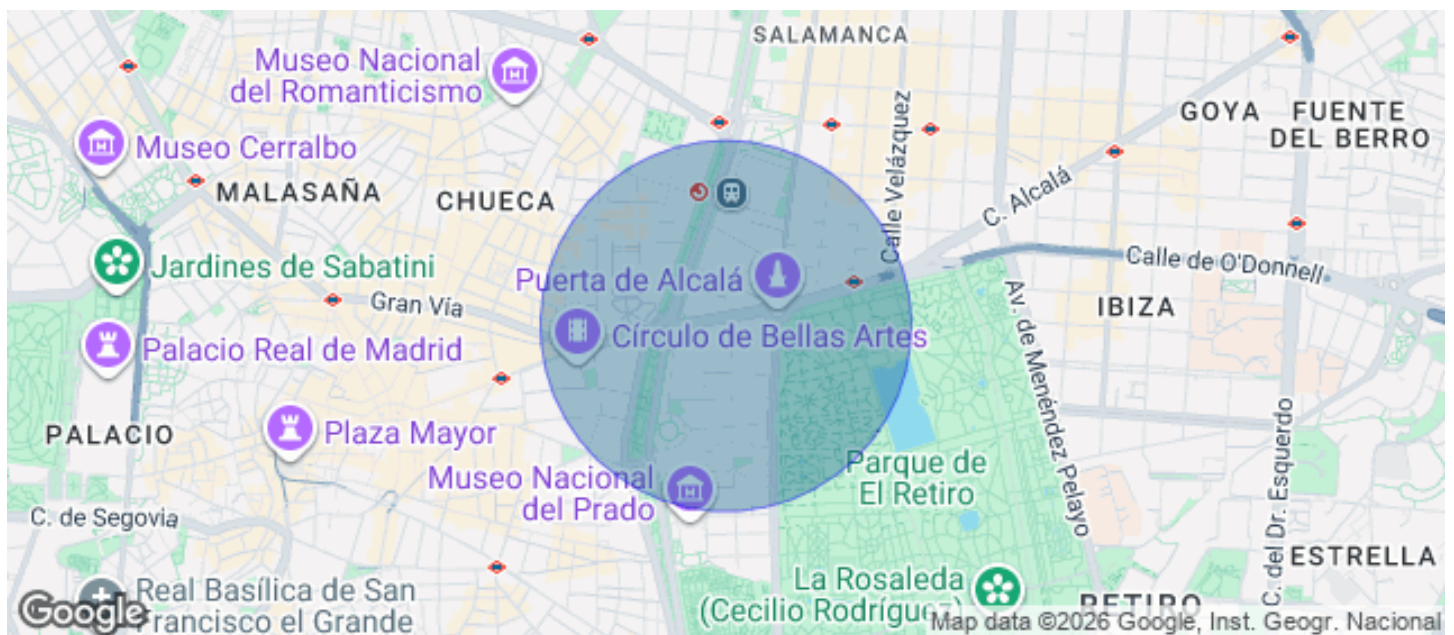 SALAMANCA
Museo Nacional
del Romanticismo
Calle Velázquez
GOYA
FUENTE
DEL BERRO
Museo Cerralbo
MALASAÑA
CHUECA
C. Alcalá
Jardines de Sabatini
Puerta de Alcalá
Calle de O'Donnell
Gran Vía
IBIZA
Palacio Real de Madrid
Círculo de Bellas Artes
Av. de Menéndez Pelayo
PALACIO
Plaza Mayor
Museo Nacional
del Prado
Parque de
El Retiro
C. del Dr. Esquerdo
C. de Segovia
ESTRELLA
Real Basílica de San
Francisco el Grande
La Rosaleda
(Cecilio Rodríguez)
RETIRO
Google
Map data ©2026 Google, Inst. Geogr. Nacional